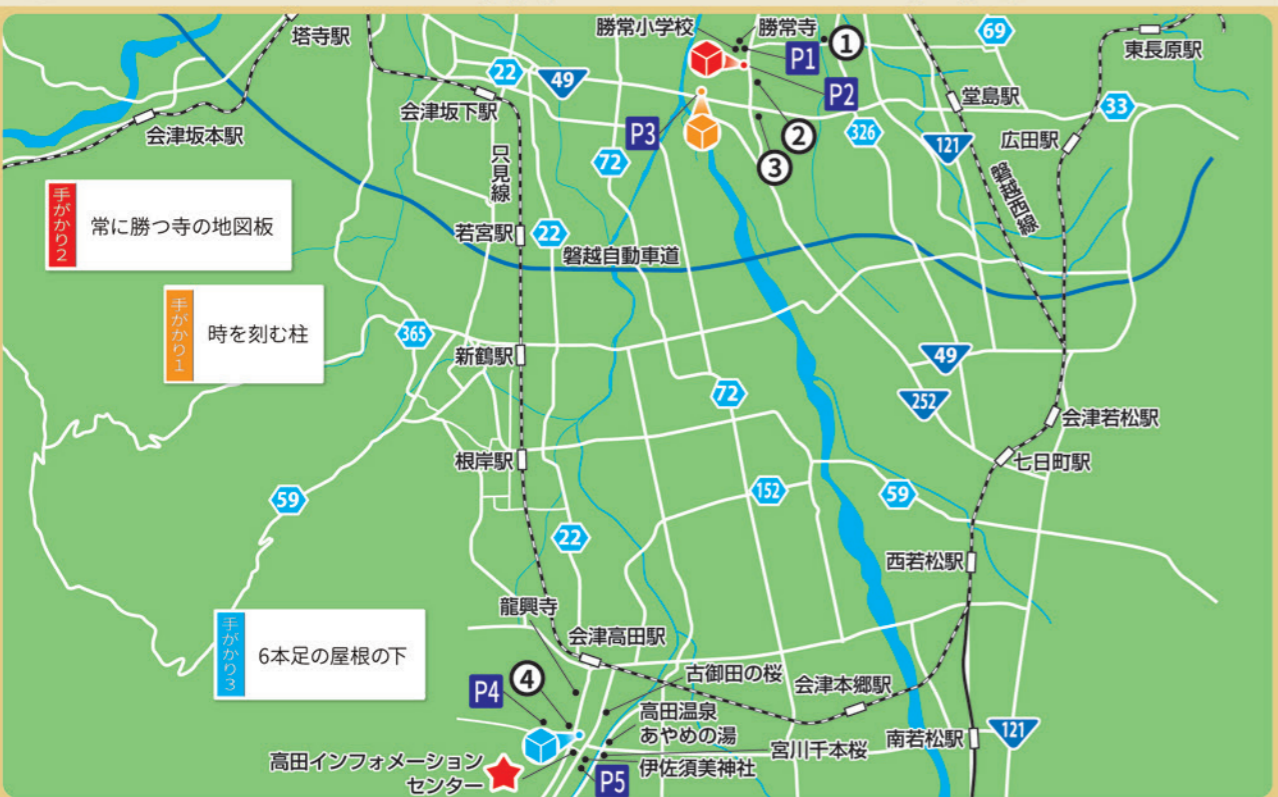 塔寺駅
勝常小学校
勝常寺
1
69
東長原駅
P1
22
49
P2
堂島駅
会津坂下駅
33
会津坂本駅
P3
2
326
広田駅
121
只見線
72
3
磐越西線
手がかり2
常に勝つ寺の地図板
若宮駅
22
磐越自動車道
手がかり1
時を刻む柱
365
新鶴駅
49
72
252
会津若松駅
根岸駅
七日町駅
59
152
59
22
西若松駅
龍興寺
手がかり3
6本足の屋根の下
会津高田駅
古御田の桜
会津本郷駅
P4
4
高田温泉
あやめの湯
宮川千本桜
南若松駅
121
高田インフォメーション
センター
伊佐須美神社
P5